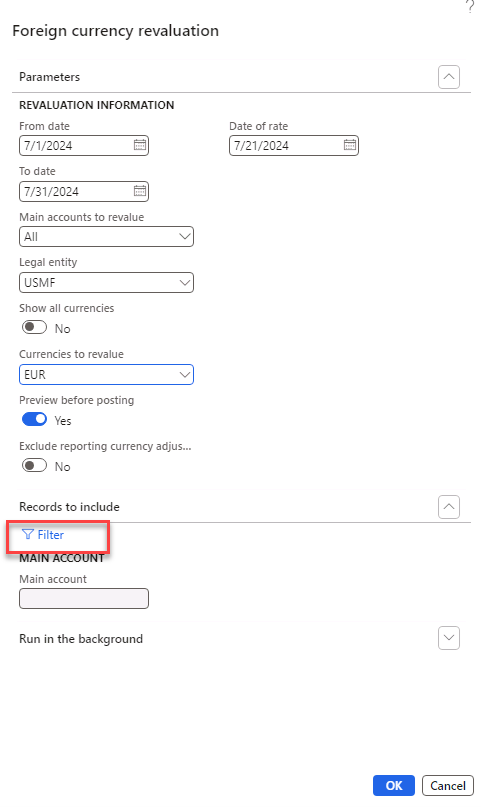 ?
Foreign currency revaluation
Parameters
REVALUATION INFORMATION
From date Date of rate
7/1/2024 7/21/2024
To date
7/31/2024
Main accounts to revalue
All
Legal entity
USMF
Show all currencies
No
Currencies to revalue
EUR
Preview before posting
Yes
Exclude reporting currency adjus...
No
Records to include
Filter
MAIN ACCOUNT
Main account
Run in the background
OK Cancel